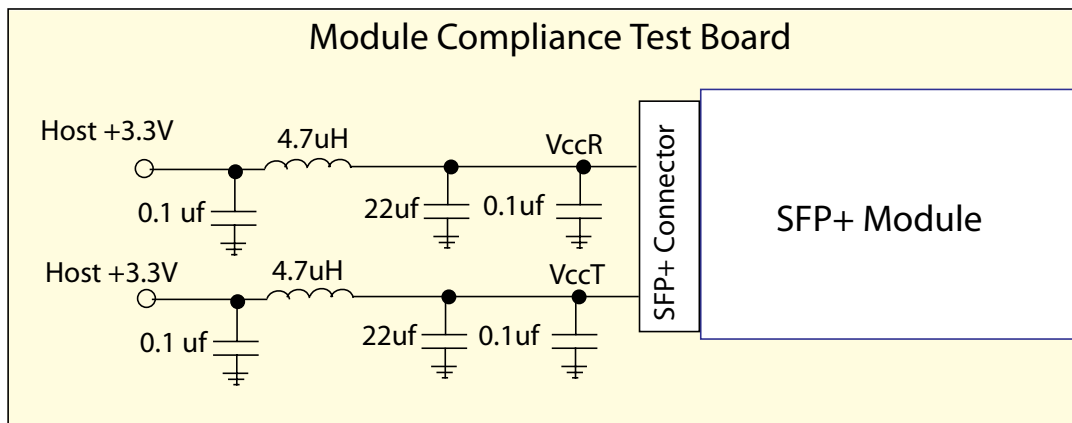 Module Compliance Test Board
Host +3.3V
4.7uH
VccR
0.1 uf
22uf
0.1uf
Host +3.3V
4.7uH
VccT
0.1 uf
22uf
0.1uf
SFP+ Connector
SFP+ Module